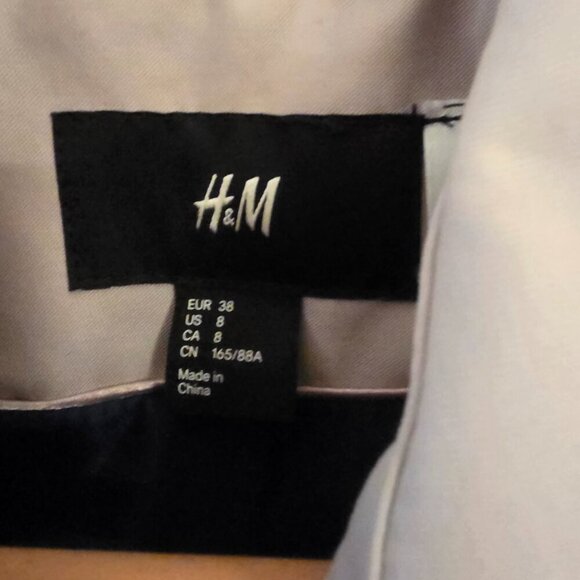 H&M
EUR 38
US 8
CA 8
CN 165/88A
Made in
China